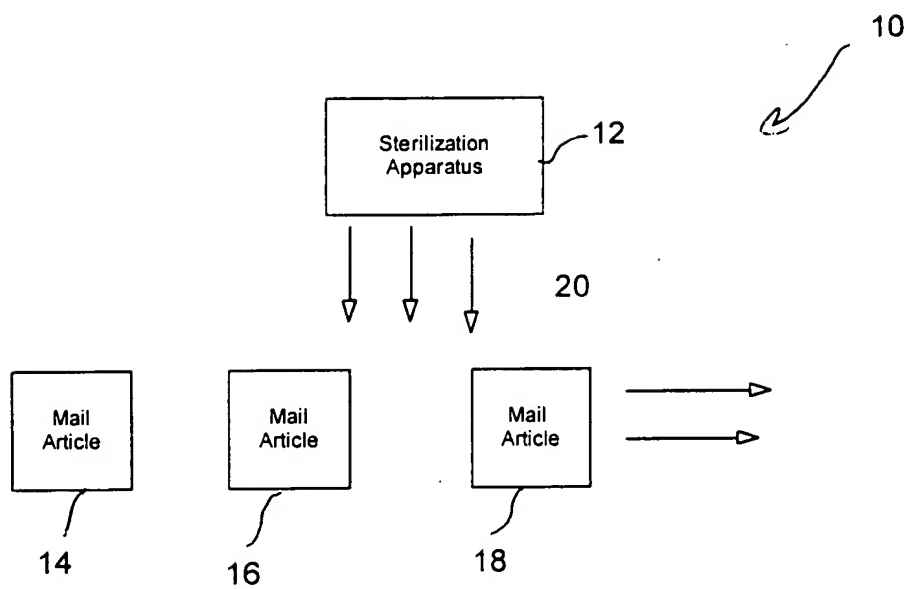 10
Sterilization
Apparatus
12
20
Mail
Article
Mail
Article
Mail
Article
14
16
18